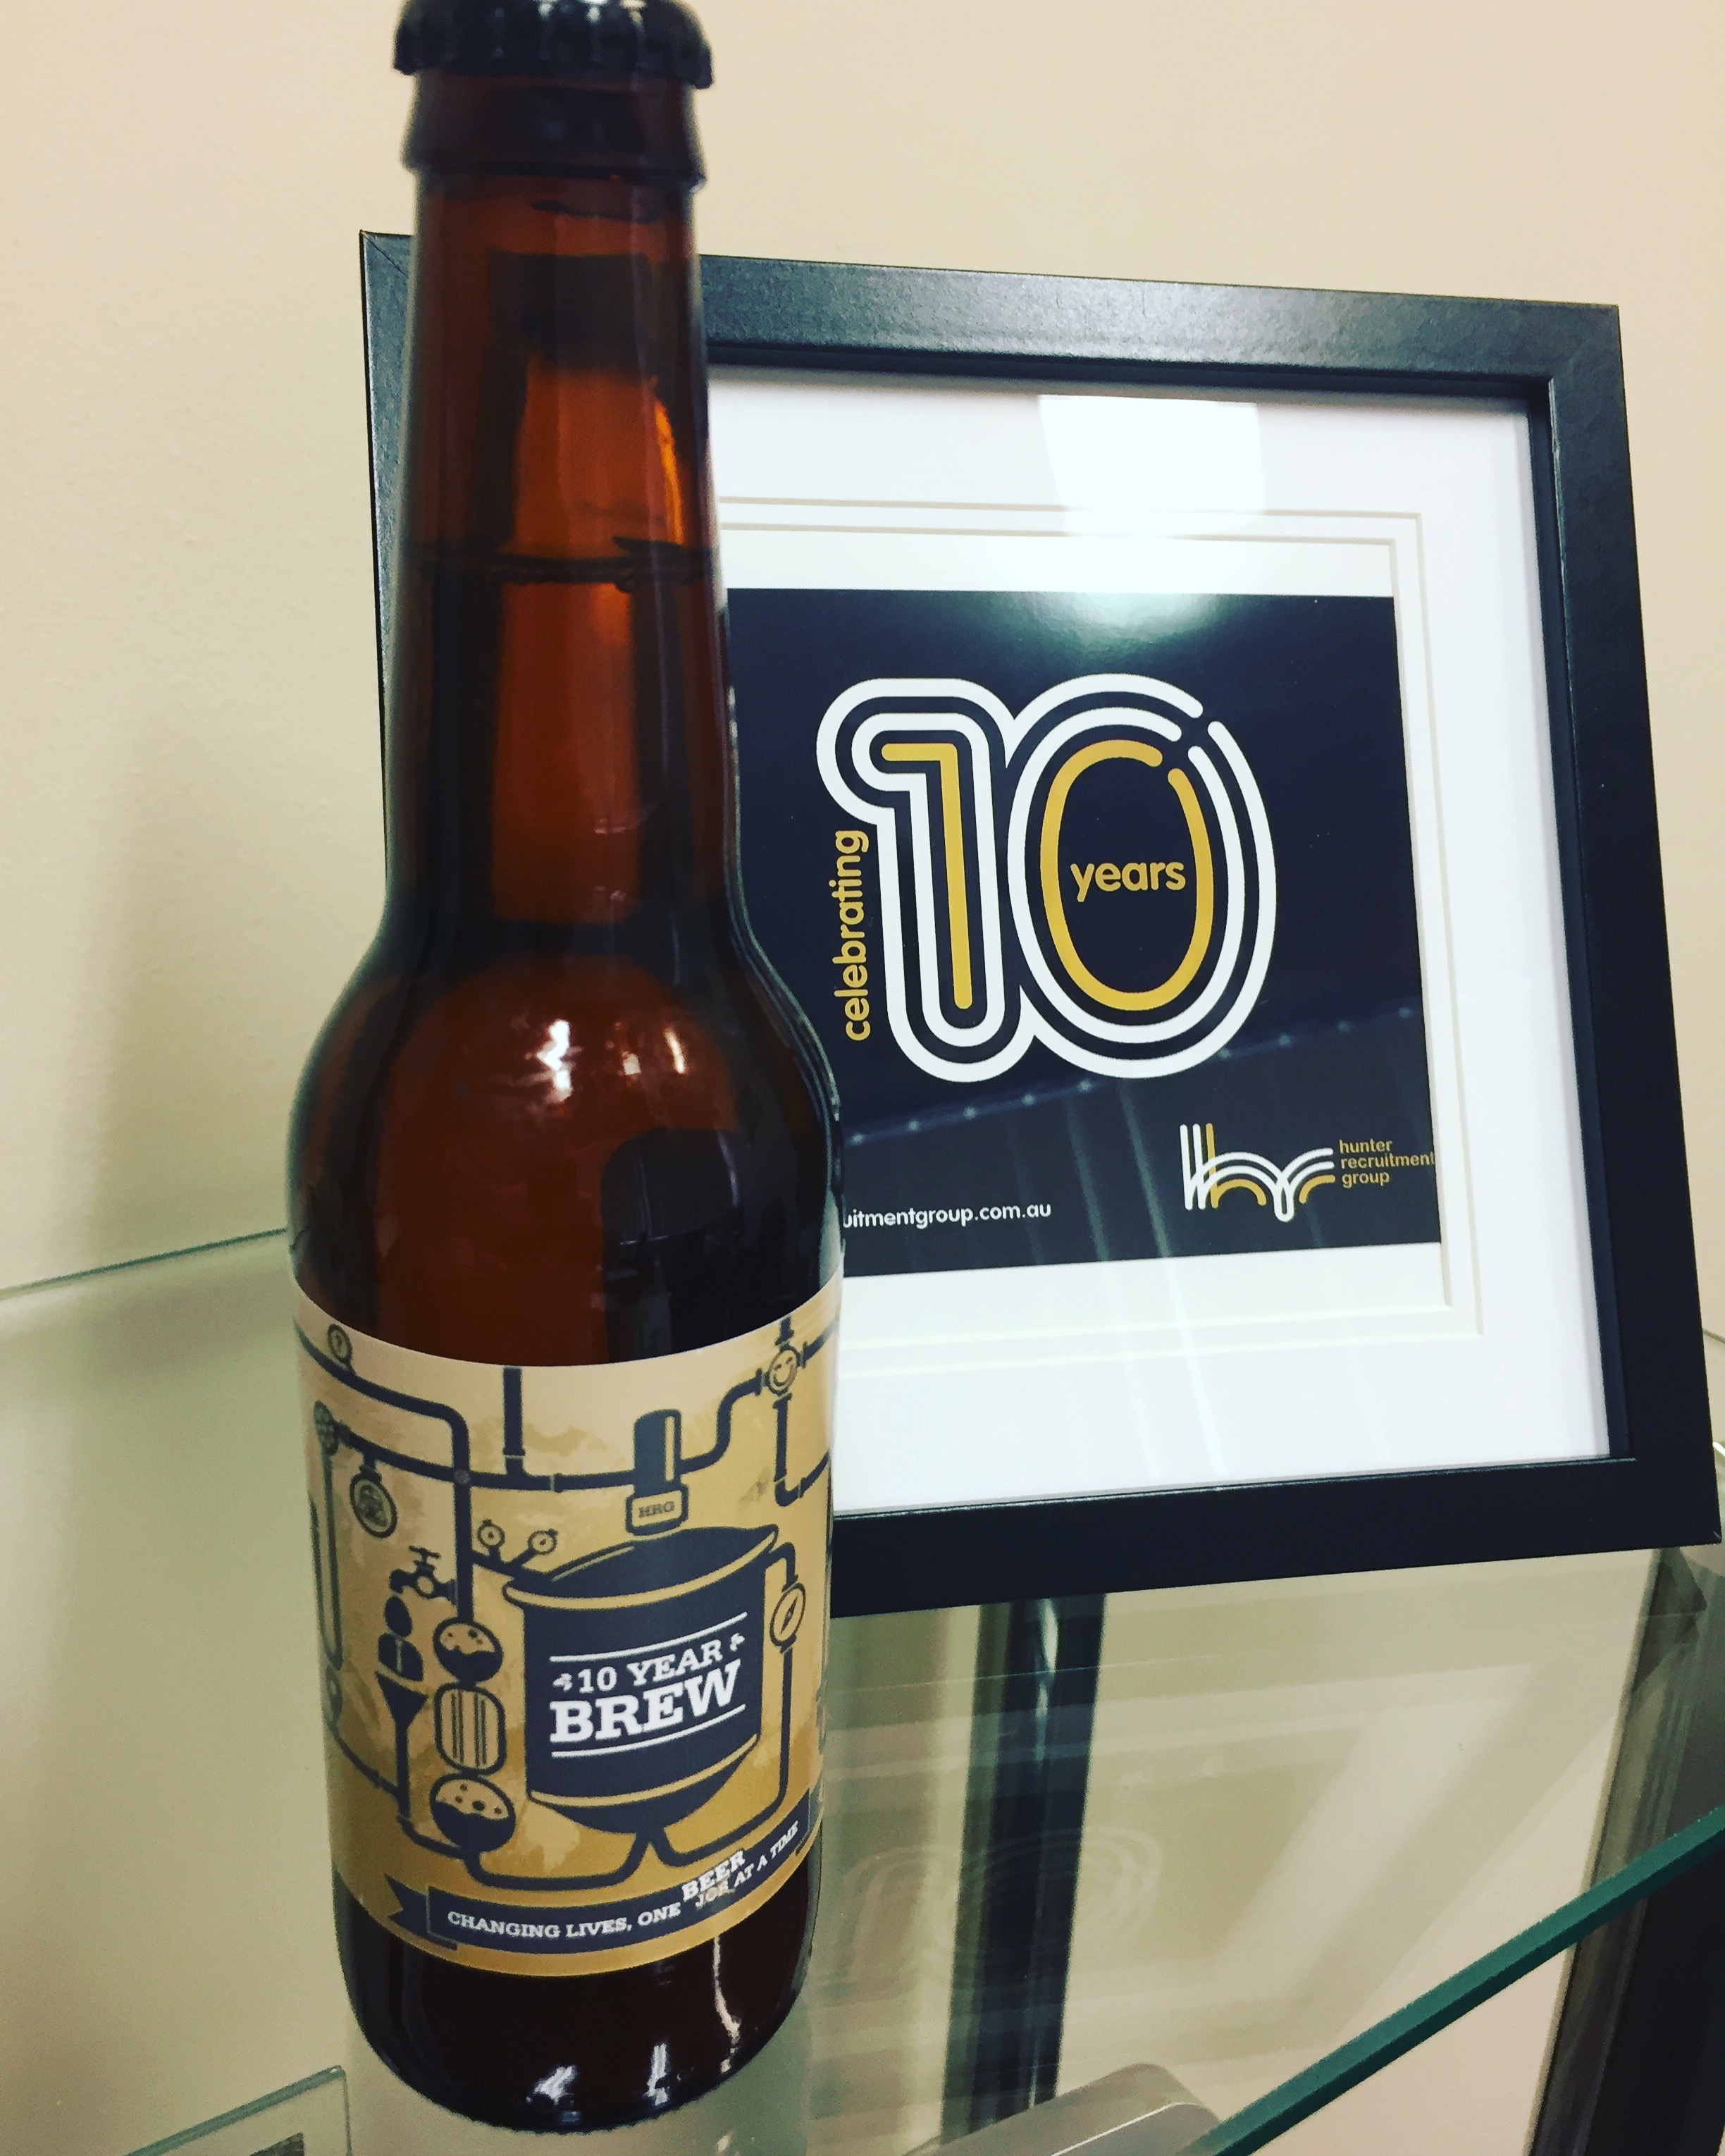 celebrating
10
years
hr
hunter
recruitment
group
uitmentgroup.com.au
HRG
10 YEAR
BREW
CHANGING LIVES, ONE BEER JOB AT A TIME